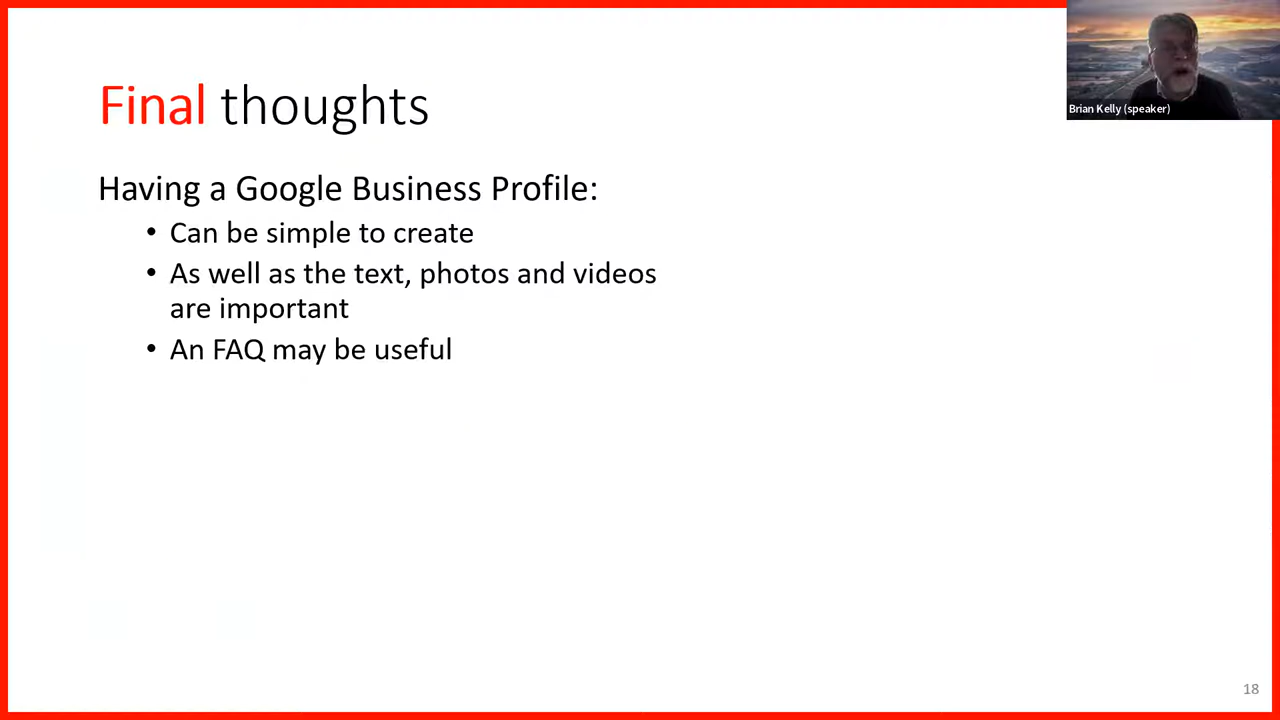 Final thoughts
Brian Kelly (speaker)
Having a Google Business Profile:
• Can be simple to create
• As well as the text, photos and videos
are important
• An FAQ may be useful
18